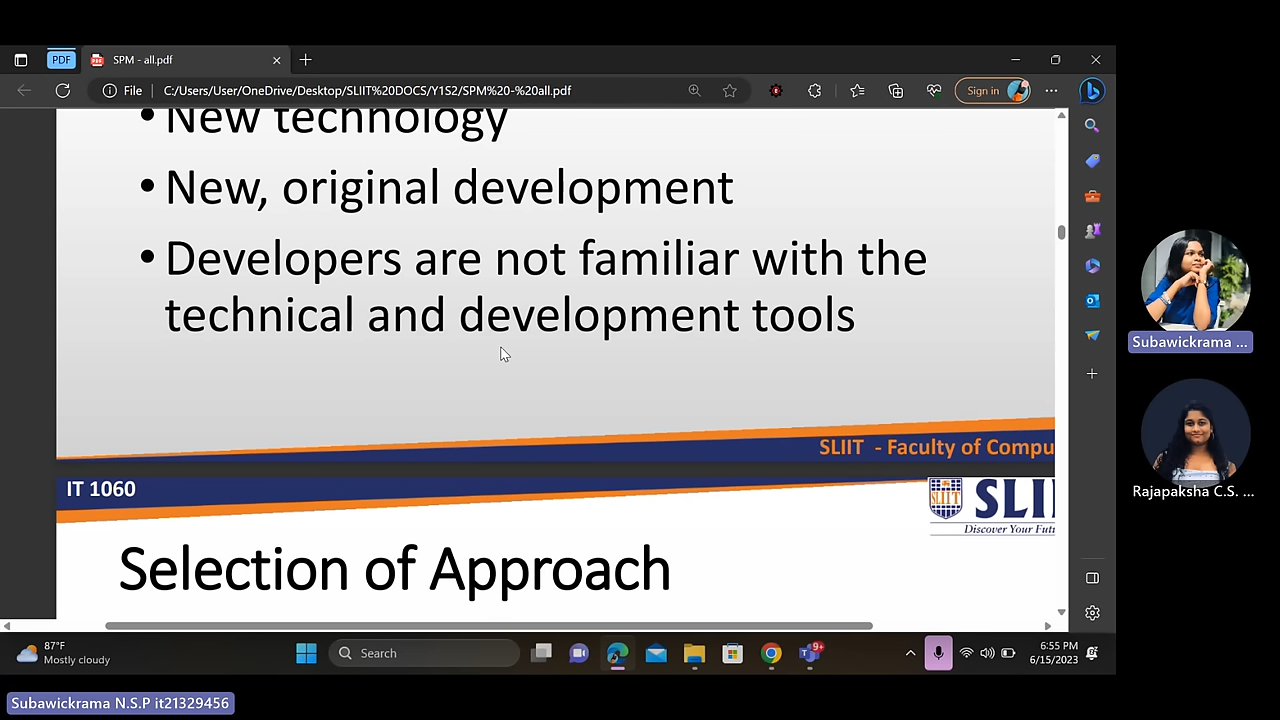 PDF
SPM - all.pdf
File
C:/Users/User/OneDrive/Desktop/SLIIT%20DOCS/Y1S2/SPM%20-%20all.pdf
Sign in
• New technology
• New, original development
• Developers are not familiar with the
technical and development tools
SLIIT - Faculty of Compu
IT 1060
SLIIT
SLI
Discover Your Futu
Selection of Approach
Subawickrama ...
Rajapaksha C.S. ...
87°F
Mostly cloudy
Search
9+
6:55 PM
6/15/2023
Subawickrama N.S.P it21329456